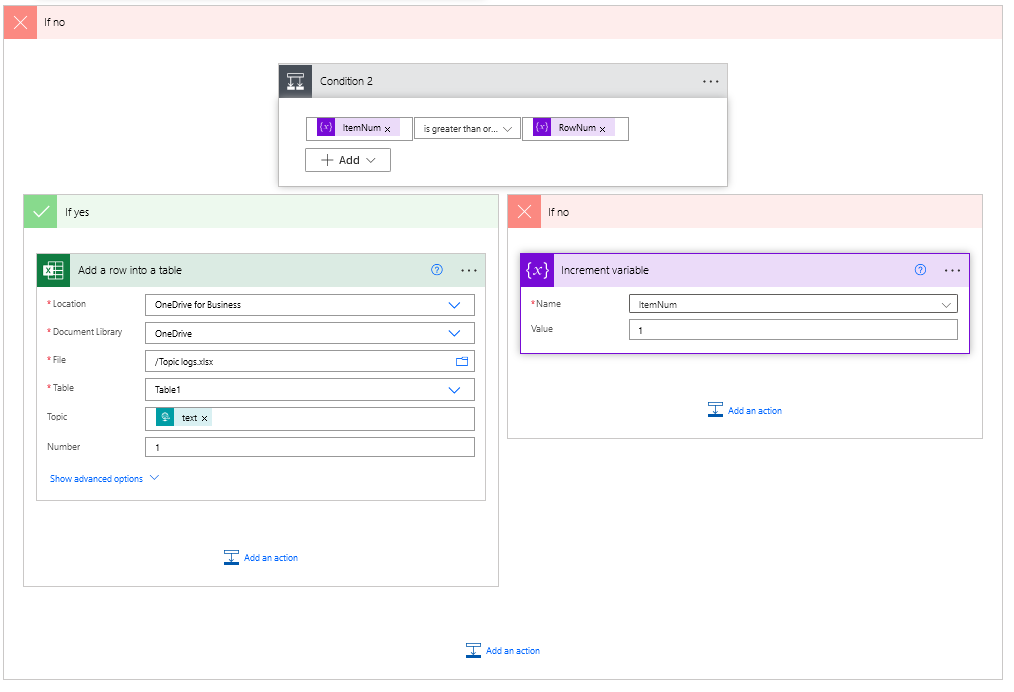 If no
Condition 2
{x} ItemNum x is greater than or... {x} RowNum x
Add
If yes
Add a row into a table
* Location OneDrive for Business
* Document Library OneDrive
* File /Topic logs.xlsx
* Table Table1
Topic text x
Number 1
Show advanced options
Add an action
If no
{x} Increment variable
* Name ItemNum
Value 1
Add an action
Add an action